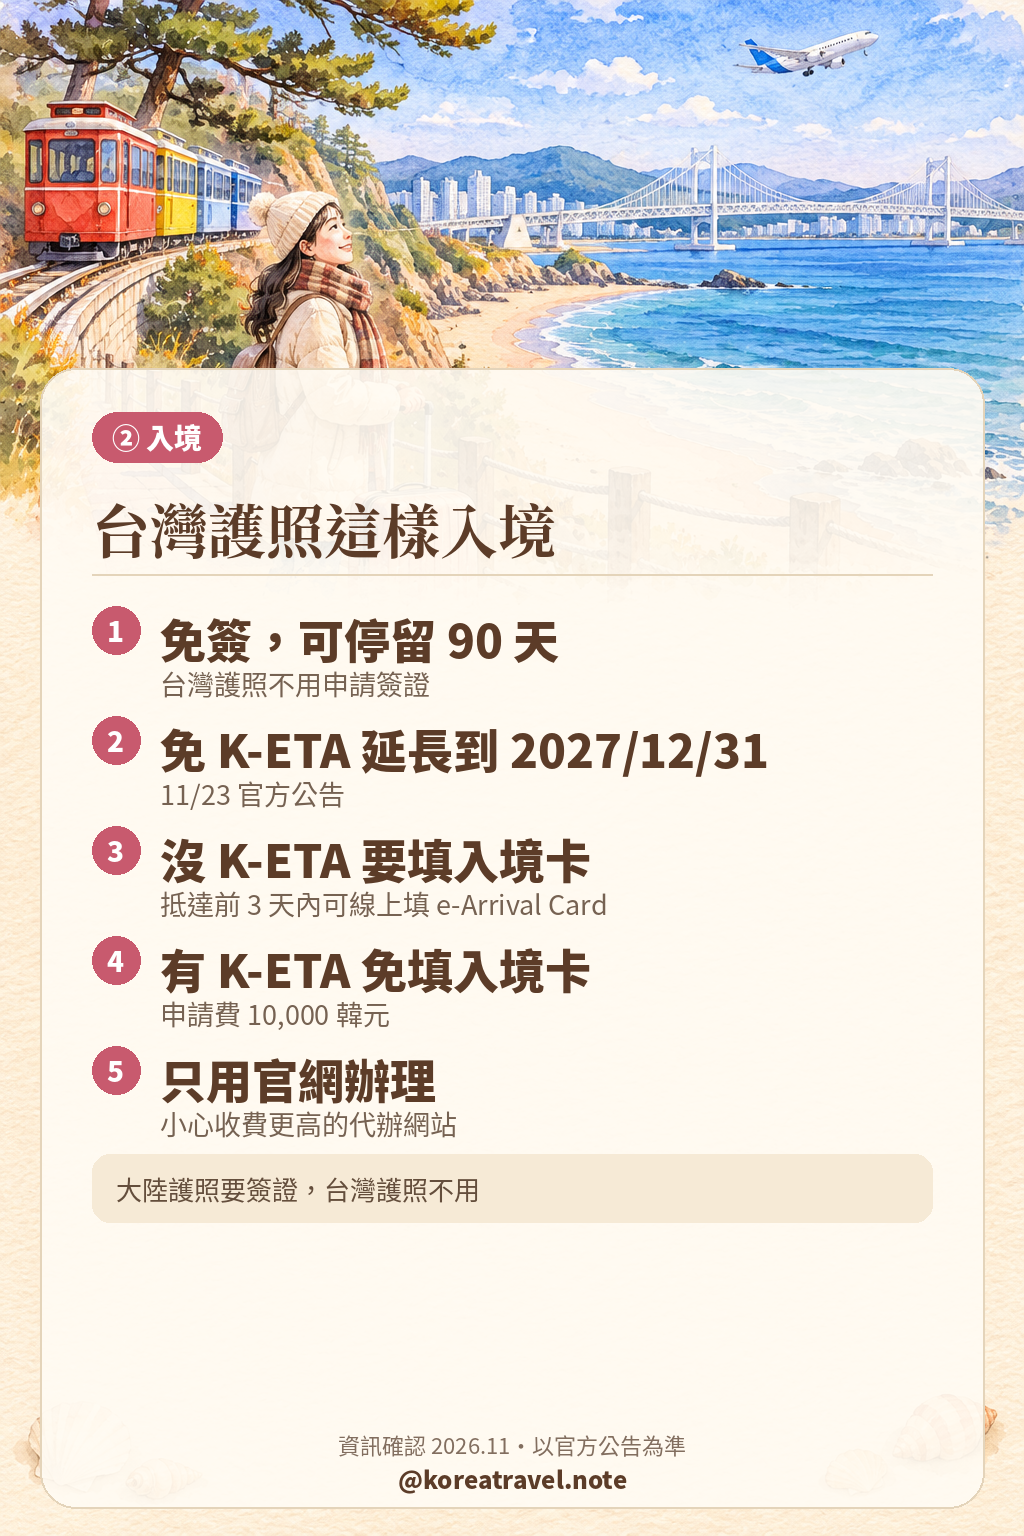 ② 入境
台灣護照這樣入境
1 免簽，可停留 90 天
台灣護照不用申請簽證
2 免 K-ETA 延長到 2027/12/31
11/23 官方公告
3 沒 K-ETA 要填入境卡
抵達前 3 天內可線上填 e-Arrival Card
4 有 K-ETA 免填入境卡
申請費 10,000 韓元
5 只用官網辦理
小心收費更高的代辦網站
大陸護照要簽證，台灣護照不用
資訊確認 2026.11・以官方公告為準
@koreatravel.note